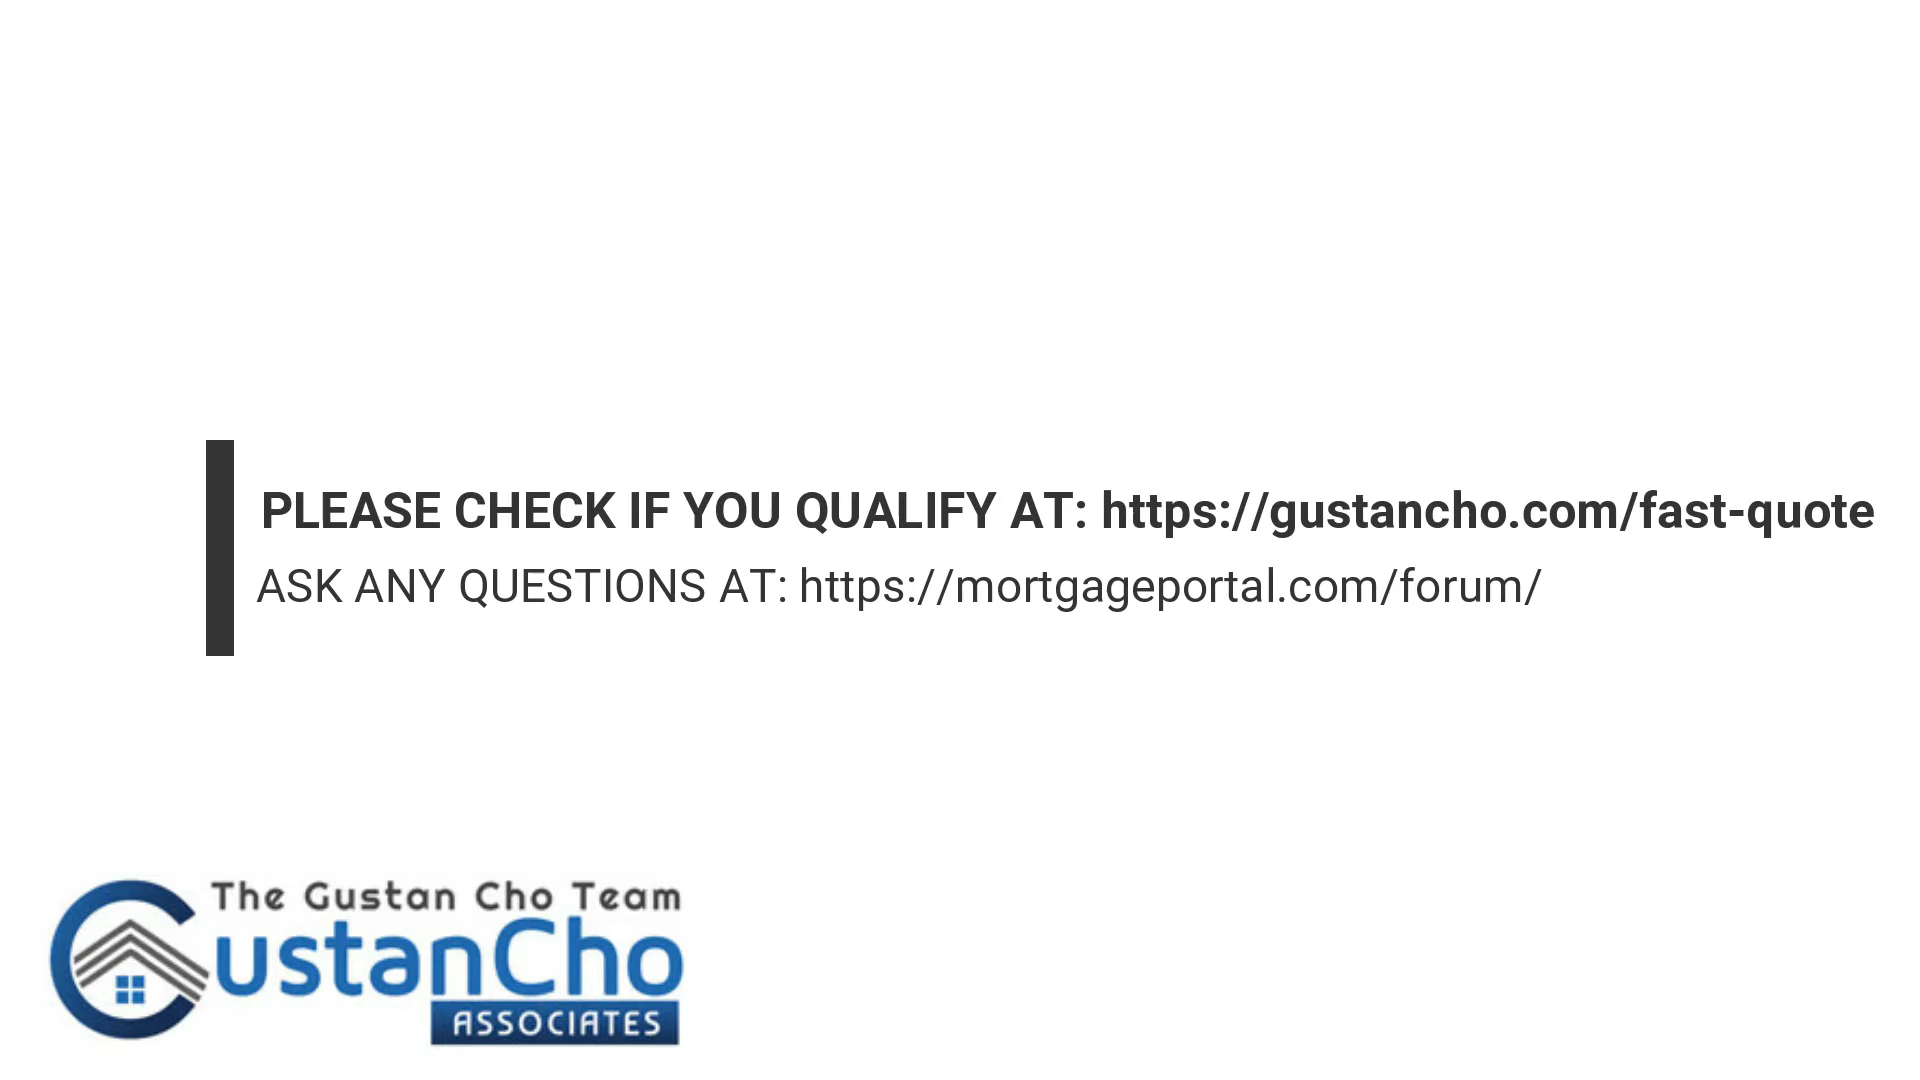 PLEASE CHECK IF YOU QUALIFY AT: https://gustancho.com/fast-quote
ASK ANY QUESTIONS AT: https://mortgageportal.com/forum/
The Gustan Cho Team
GustanCho
ASSOCIATES